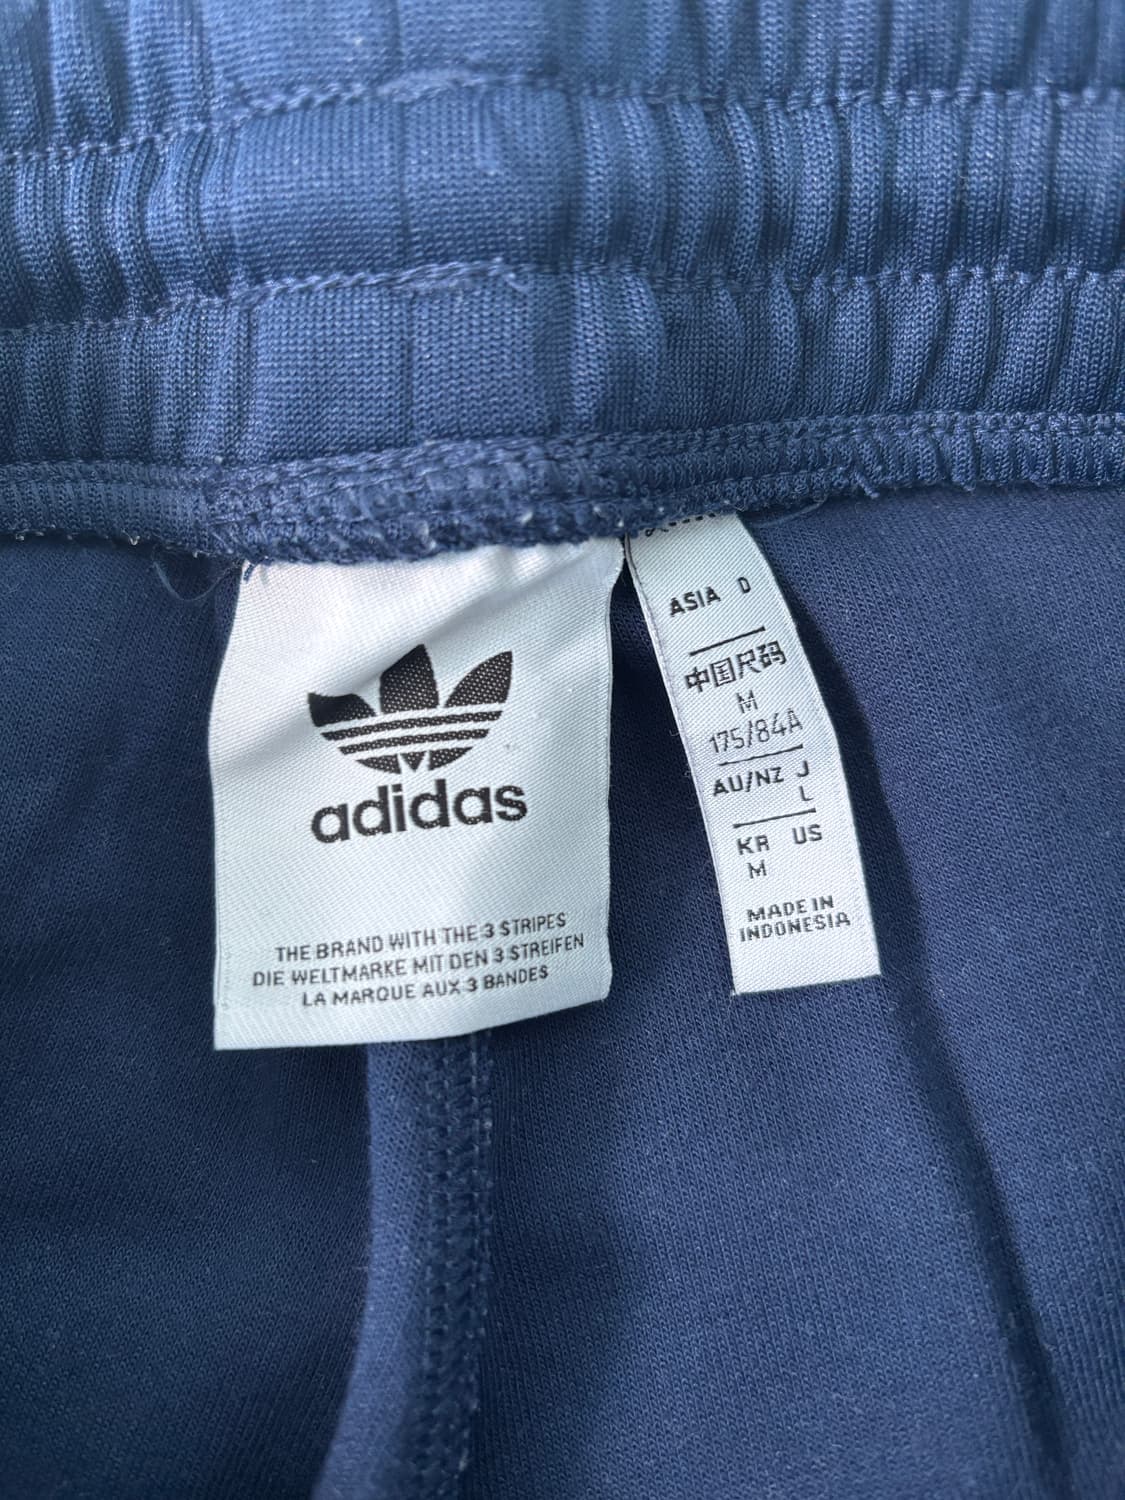 adidas
THE BRAND WITH THE 3 STRIPES
DIE WELTMARKE MIT DEN 3 STREIFEN
LA MARQUE AUX 3 BANDES
ASIA D
中国尺码
M
175/84A
AU/NZ J
L
KR US
M
MADE IN
INDONESIA